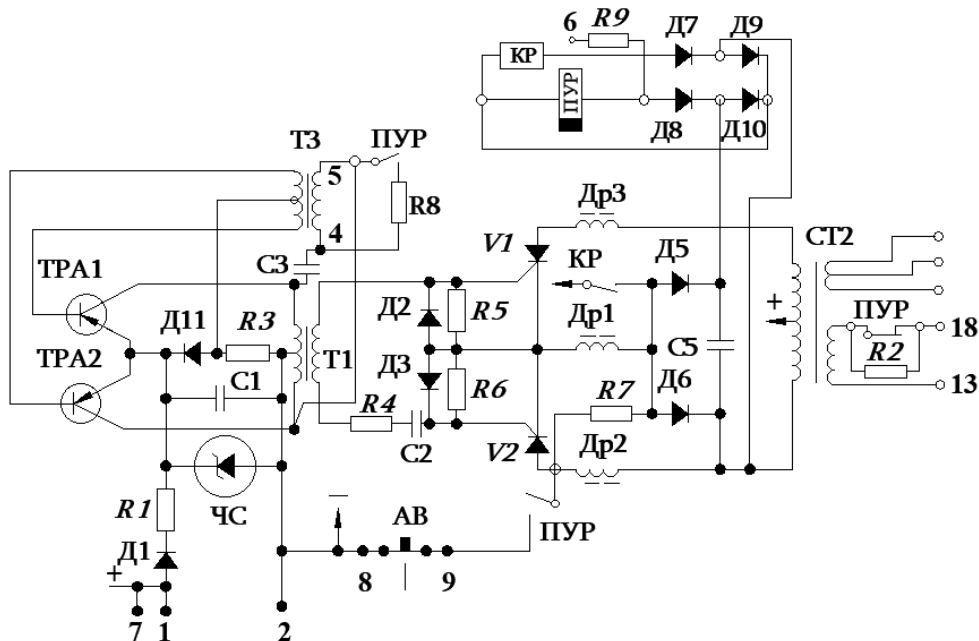 6 R9 Д7 Д9
КР
ПУР
Д8 Д10
Т3 ПУР
5
R8
4
Др3
СТ2
V1
ТРА1 С3 КР Д5
+
Д11 R3 Д2 R5 Др1 ПУР 18
ТРА2 Т1 С5 R2
С1 Д3 R6 R7 Д6 13
R4
С2 V2 Др2
R1 ЧС АВ ПУР
Д1
+ 8 9
7 1 2